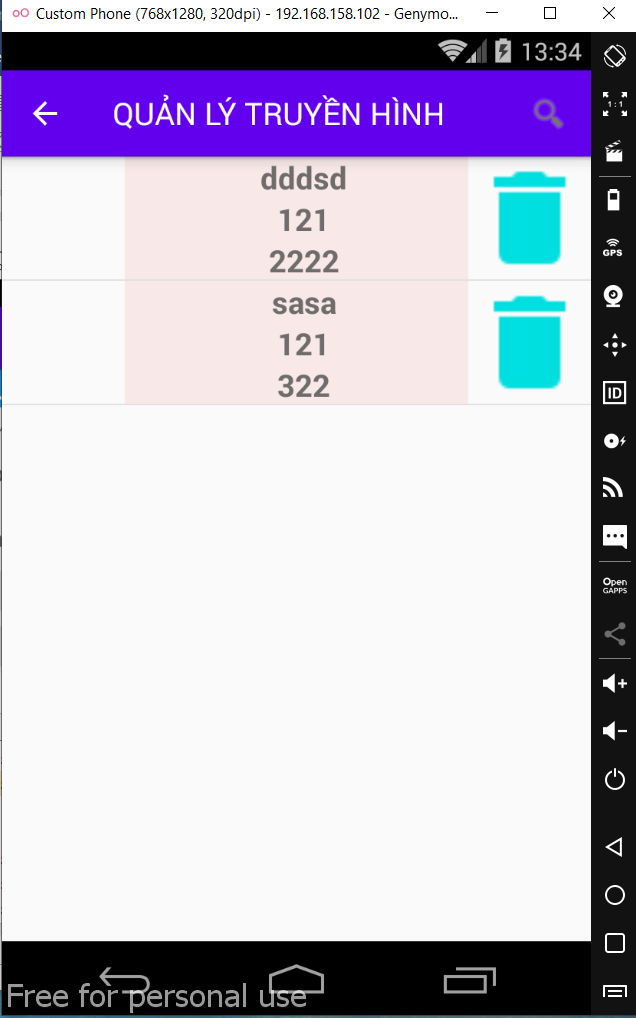 Custom Phone (768x1280, 320dpi) - 192.168.158.102 - Genymo...
13:34
QUẢN LÝ TRUYỀN HÌNH
1:1
dddsd
121
2222
GPS
sasa
121
322
ID
Open
GAPPS
Free for personal use